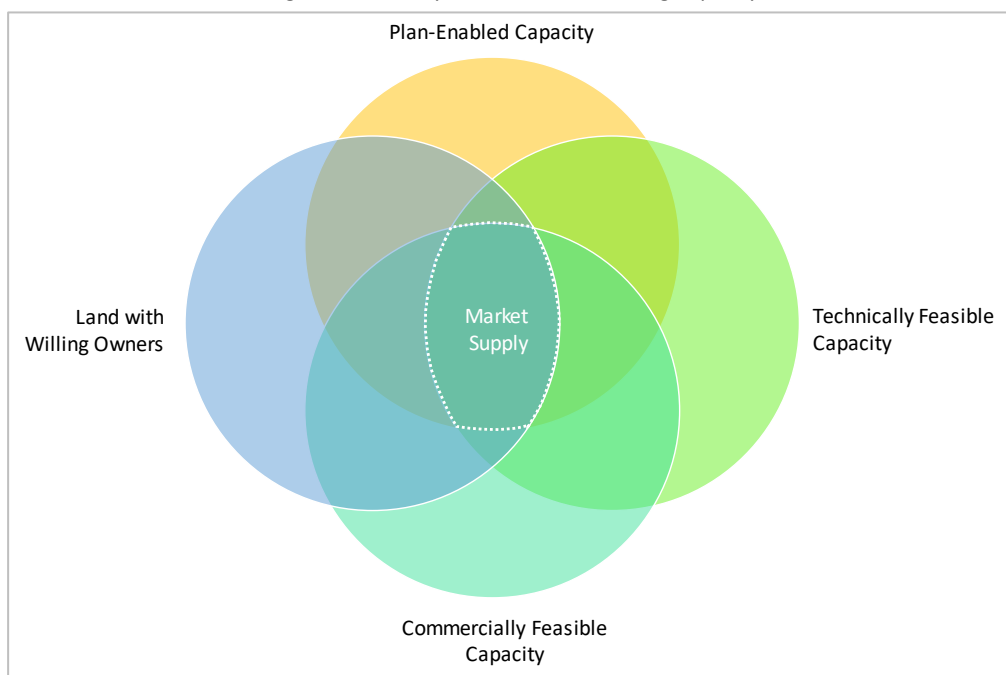 Plan-Enabled Capacity
Land with
Willing Owners
Market
Supply
Technically Feasible
Capacity
Commercially Feasible
Capacity